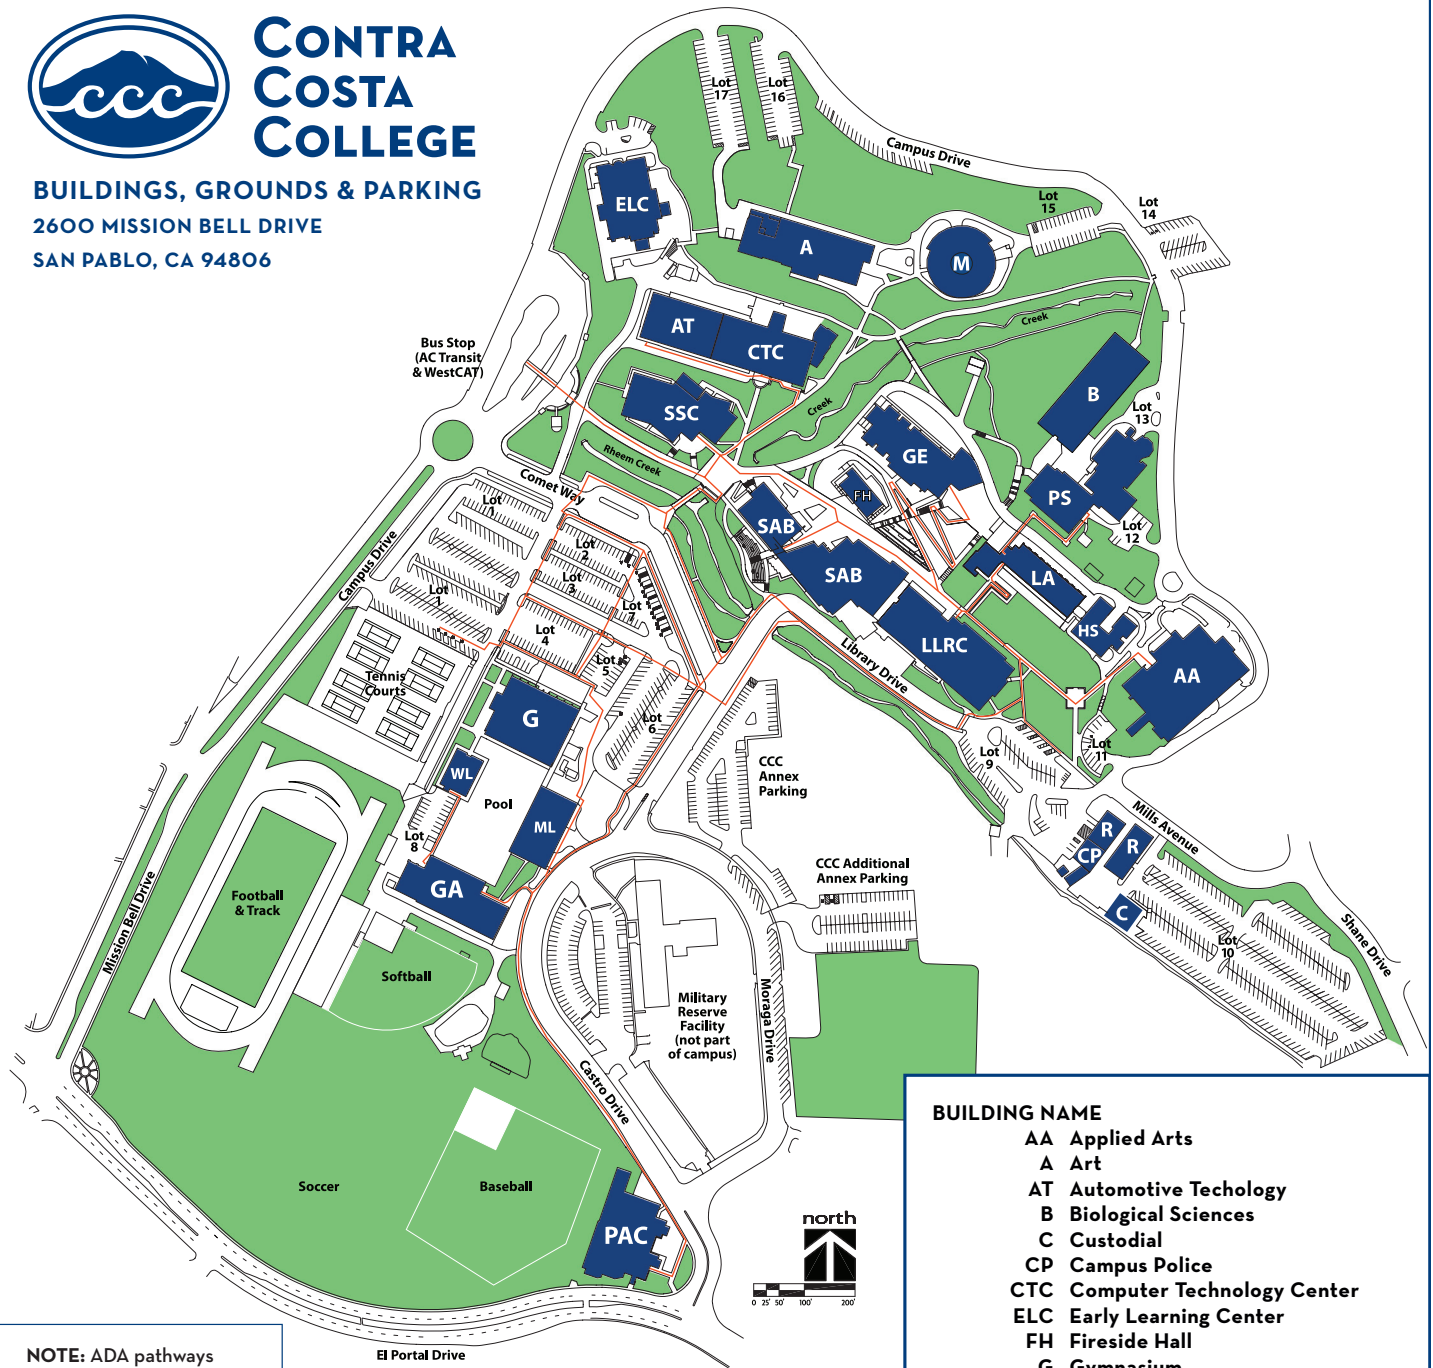 CONTRA
COSTA
COLLEGE
ccc
BUILDINGS, GROUNDS & PARKING
2600 MISSION BELL DRIVE
SAN PABLO, CA 94806
Lot
17
Lot
16
Campus Drive
Lot
15
Lot
14
ELC
A
M
AT
CTC
Creek
Bus Stop
(AC Transit
& WestCAT)
SSC
Creek
B
Lot
13
Rheem Creek
GE
FH
PS
Comet Way
Lot
1
SAB
Lot
12
Campus Drive
Lot
2
Lot
3
SAB
LA
Lot
1
Lot
7
Lot
4
HS
LLRC
Library Drive
Lot
5
Tennis
Courts
AA
G
Lot
6
Lot
9
Lot
11
WL
CCC
Annex
Parking
Pool
Mills Avenue
Lot
8
ML
R
R
CP
CCC Additional
Annex Parking
GA
Football
& Track
C
Shane Drive
Lot
10
Mission Bell Drive
Softball
Military
Reserve
Facility
(not part
of campus)
Moraga Drive
Castro Drive
Soccer
Baseball
PAC
north
0 25' 50' 100' 200'
El Portal Drive
NOTE: ADA pathways
BUILDING NAME
AA Applied Arts
A Art
AT Automotive Techology
B Biological Sciences
C Custodial
CP Campus Police
CTC Computer Technology Center
ELC Early Learning Center
FH Fireside Hall
G Gymnasium